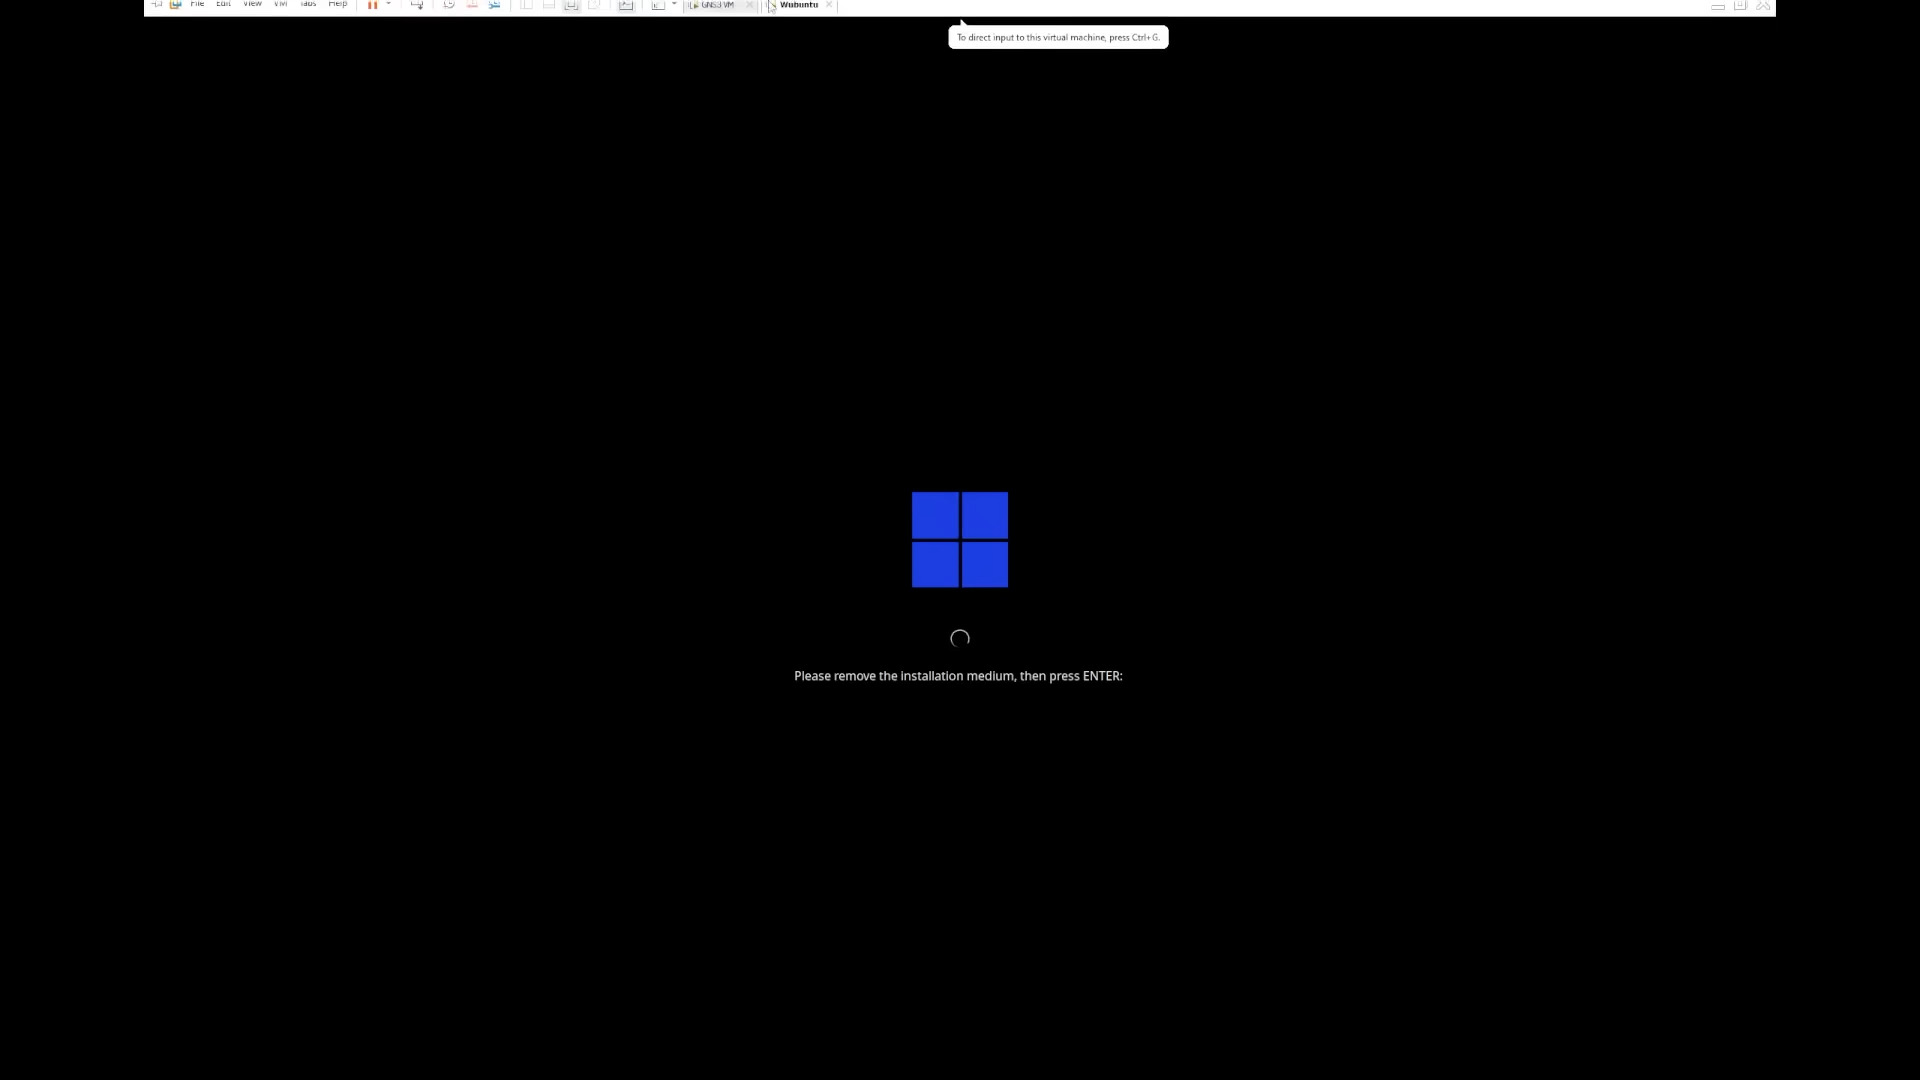 File Edit View VM Tabs Help GNS3 VM Wubuntu
To direct input to this virtual machine, press Ctrl+G.
Please remove the installation medium, then press ENTER: